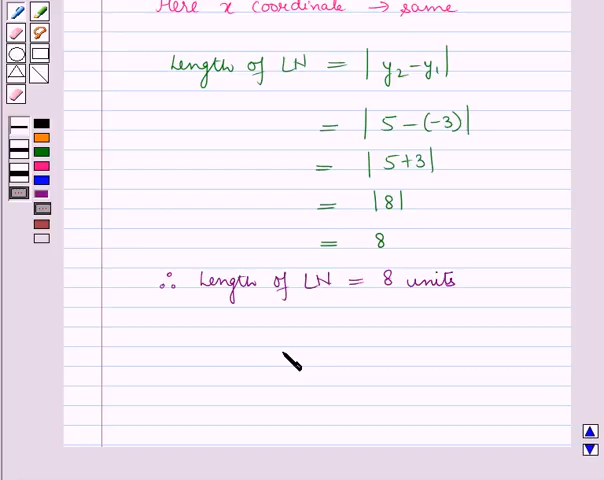 Here x coordinate → same
Length of LN = |y₂-y₁|
= |5-(-3)|
= |5+3|
= |8|
= 8
∴ Length of LN = 8 units